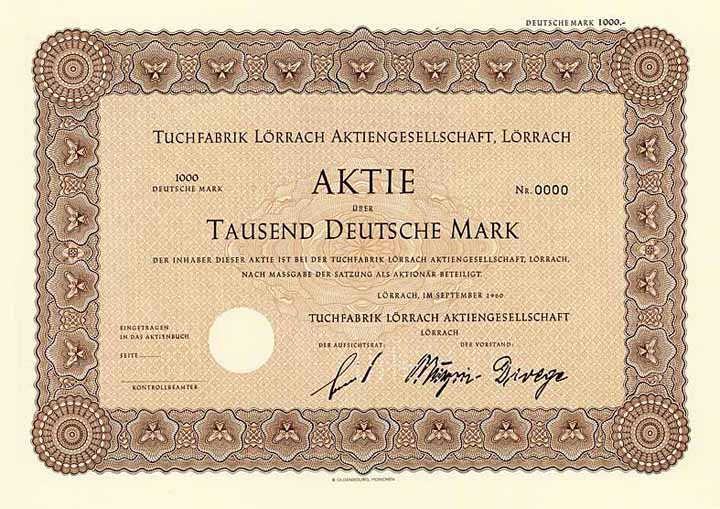 DEUTSCHE MARK 1000.-
TUCHFABRIK LÖRRACH AKTIENGESELLSCHAFT, LÖRRACH
1000
DEUTSCHE MARK
AKTIE
NR. 0000
ÜBER
TAUSEND DEUTSCHE MARK
DER INHABER DIESER AKTIE IST BEI DER TUCHFABRIK LÖRRACH AKTIENGESELLSCHAFT, LÖRRACH,
NACH MASSGABE DER SATZUNG ALS AKTIONÄR BETEILIGT.
LÖRRACH, IM SEPTEMBER 1960
TUCHFABRIK LÖRRACH AKTIENGESELLSCHAFT
LÖRRACH
EINGETRAGEN
IN DAS AKTIENBUCH
DER AUFSICHTSRAT:
DER VORSTAND:
SEITE
KONTROLLBEAMTER
R. OLDENBOURG, MÜNCHEN